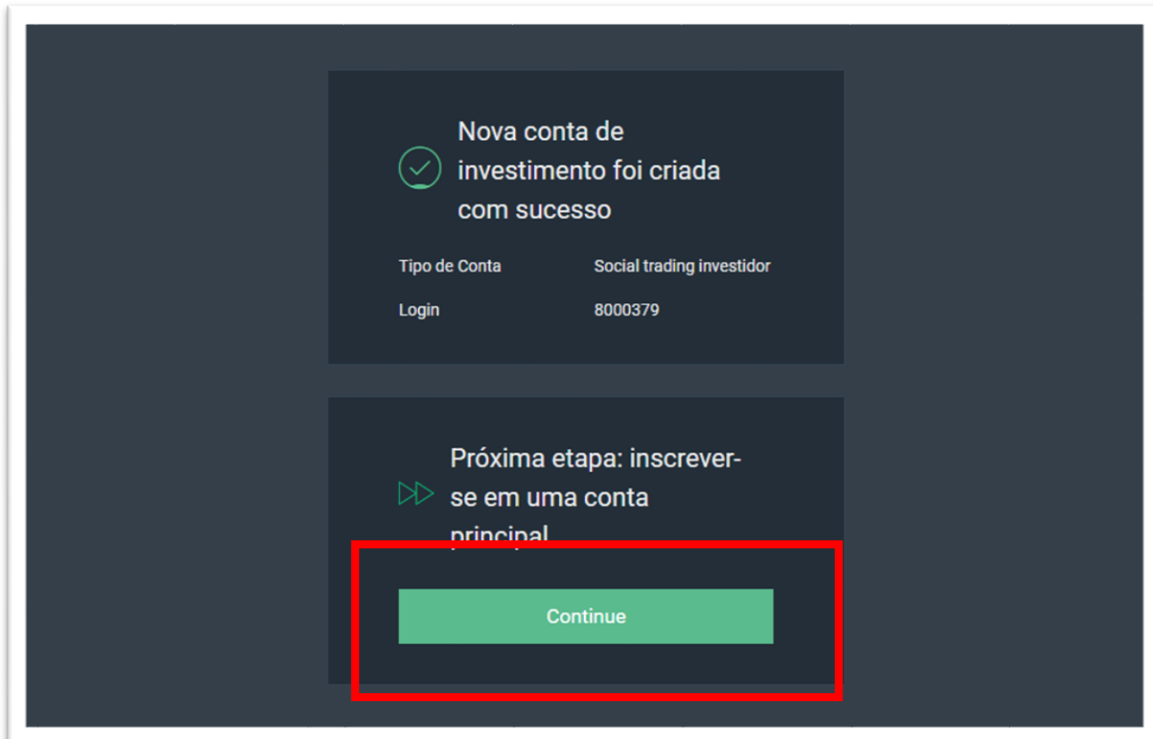 Nova conta de
investimento foi criada
com sucesso
Tipo de Conta Social trading investidor
Login 8000379
Próxima etapa: inscrever-
se em uma conta
principal
Continue